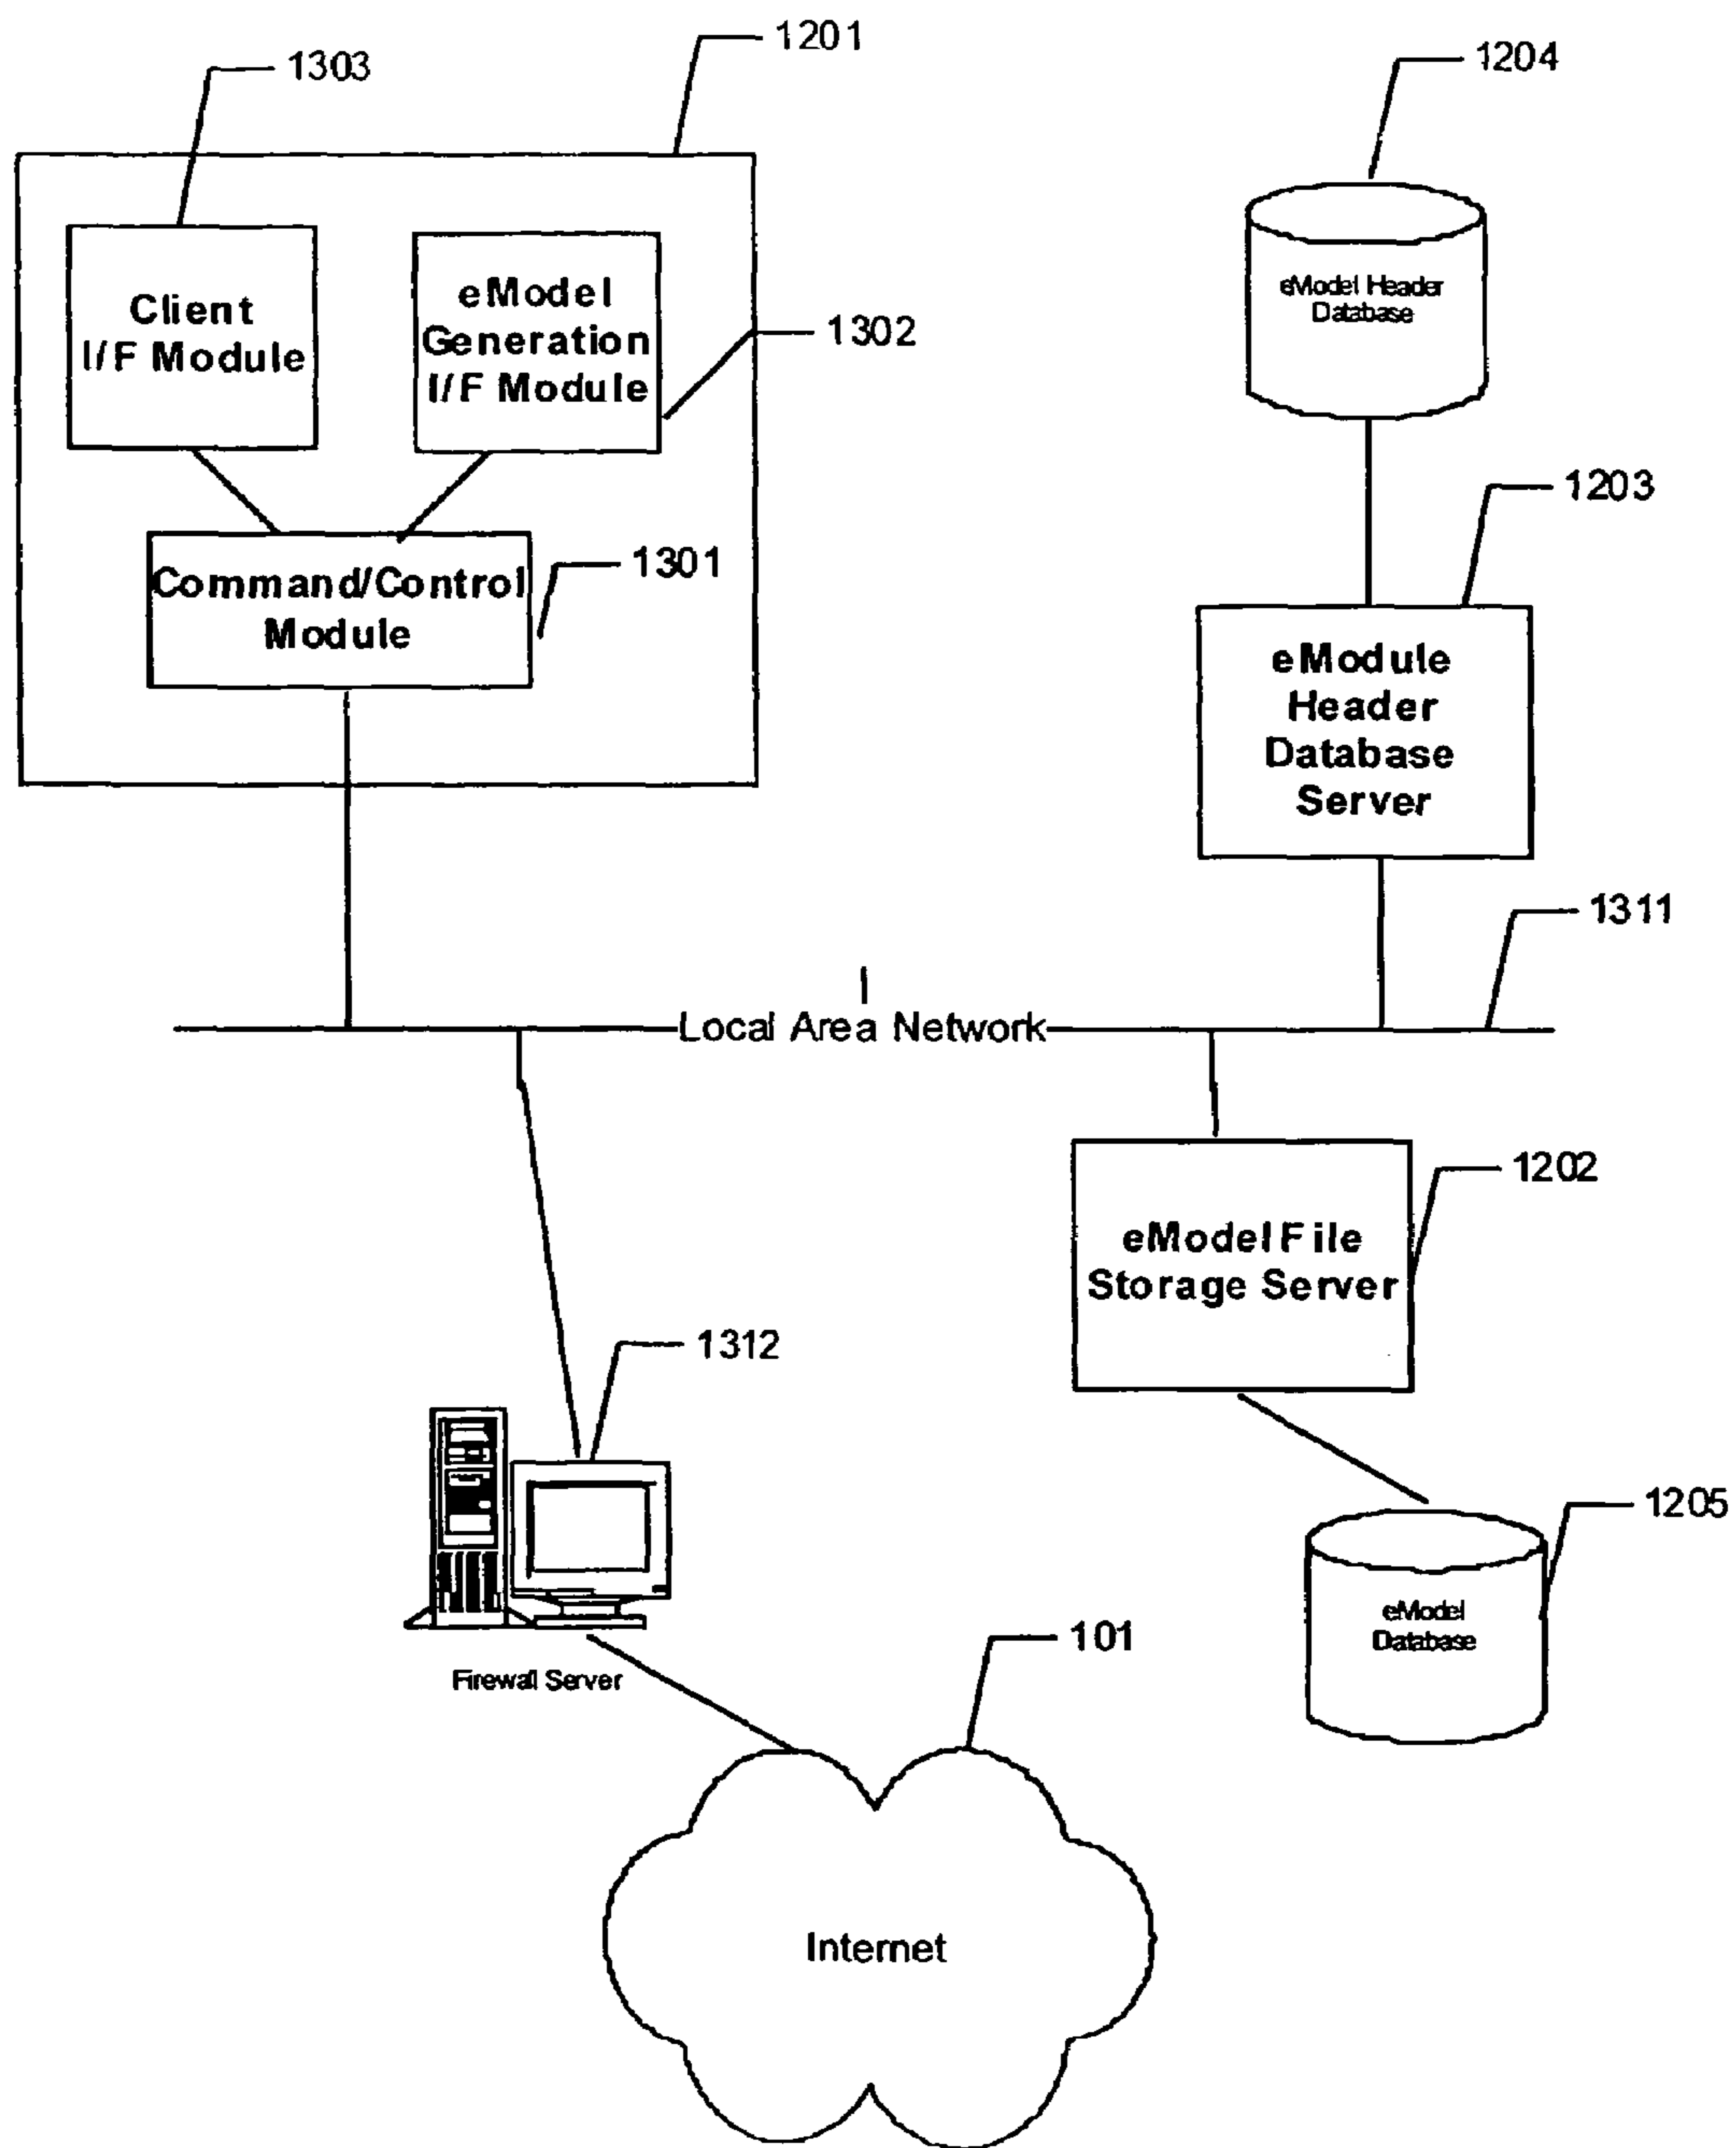 1201
1303
1204
Client
I/F Module
eModel
Generation
I/F Module
1302
eModel Header
Database
1203
Command/Control
Module
1301
eModule
Header
Database
Server
1311
Local Area Network
1202
eModel File
Storage Server
1312
1205
eModel
Database
Firewall Server
101
Internet